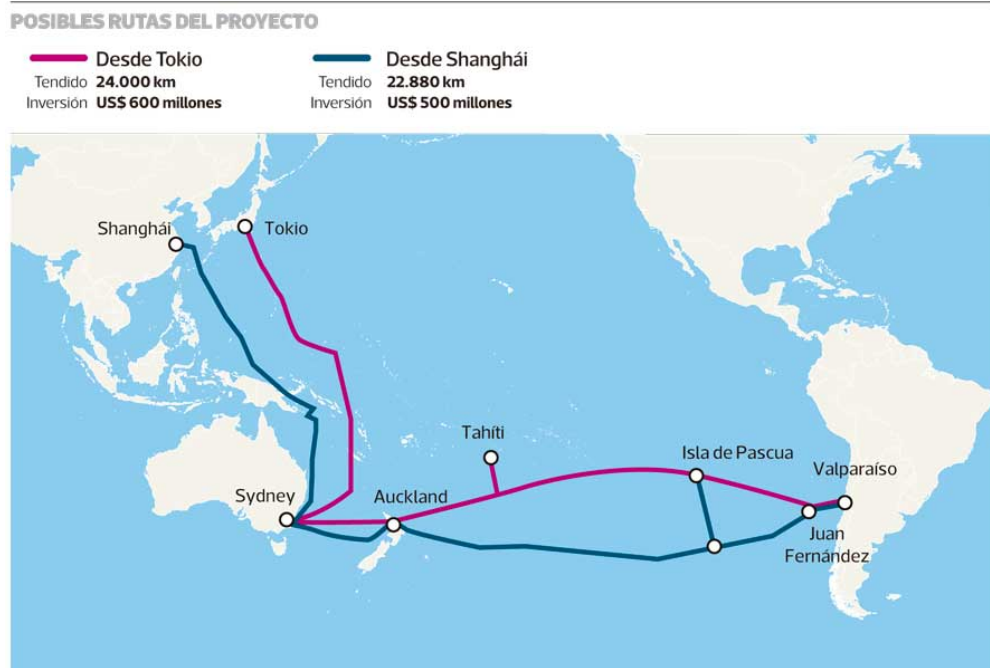 POSIBLES RUTAS DEL PROYECTO
Desde Tokio
Tendido 24.000 km
Inversión US$ 600 millones
Desde Shanghái
Tendido 22.880 km
Inversión US$ 500 millones
Shanghái
Tokio
Tahíti
Isla de Pascua
Valparaíso
Sydney
Auckland
Juan
Fernández